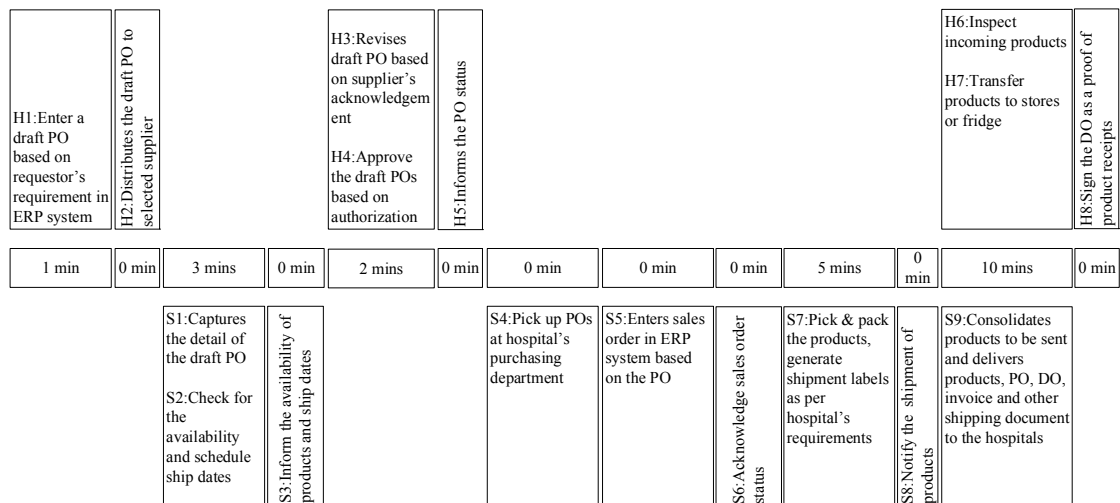 H1:Enter a
draft PO
based on
requestor’s
requirement in
ERP system
H2:Distributes the draft PO to
selected supplier
H3:Revises
draft PO based
on supplier’s
acknowledgem
ent
H4:Approve
the draft POs
based on
authorization
H5:Informs the PO status
H6:Inspect
incoming products
H7:Transfer
products to stores
or fridge
H8:Sign the DO as a proof of
product receipts
1 min
0 min
3 mins
0 min
2 mins
0 min
0 min
0 min
0 min
5 mins
0
min
10 mins
0 min
S1:Captures
the detail of
the draft PO
S2:Check for
the
availability
and schedule
ship dates
S3:Inform the availability of
products and ship dates
S4:Pick up POs
at hospital’s
purchasing
department
S5:Enters sales
order in ERP
system based
on the PO
S6:Acknowledge sales order
status
S7:Pick & pack
the products,
generate
shipment labels
as per
hospital’s
requirements
S8:Notify the shipment of
products
S9:Consolidates
products to be sent
and delivers
products, PO, DO,
invoice and other
shipping document
to the hospitals